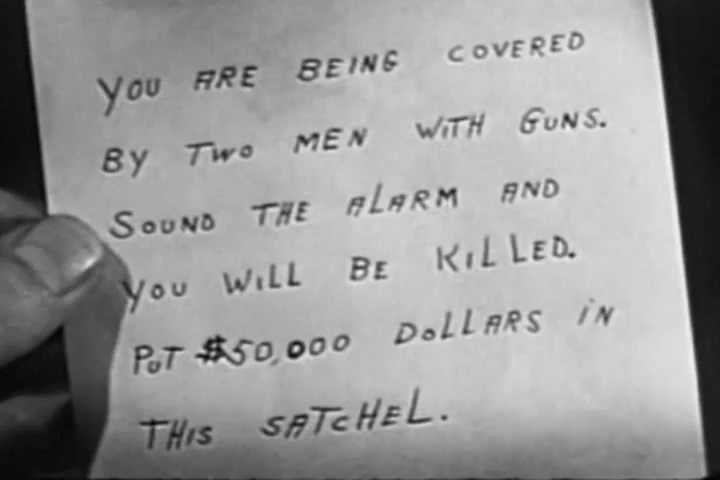 YOU ARE BEING COVERED
BY TWO MEN WITH GUNS.
SOUND THE ALARM AND
YOU WILL BE KILLED.
PUT $50,000 DOLLARS IN
THIS SATCHEL.